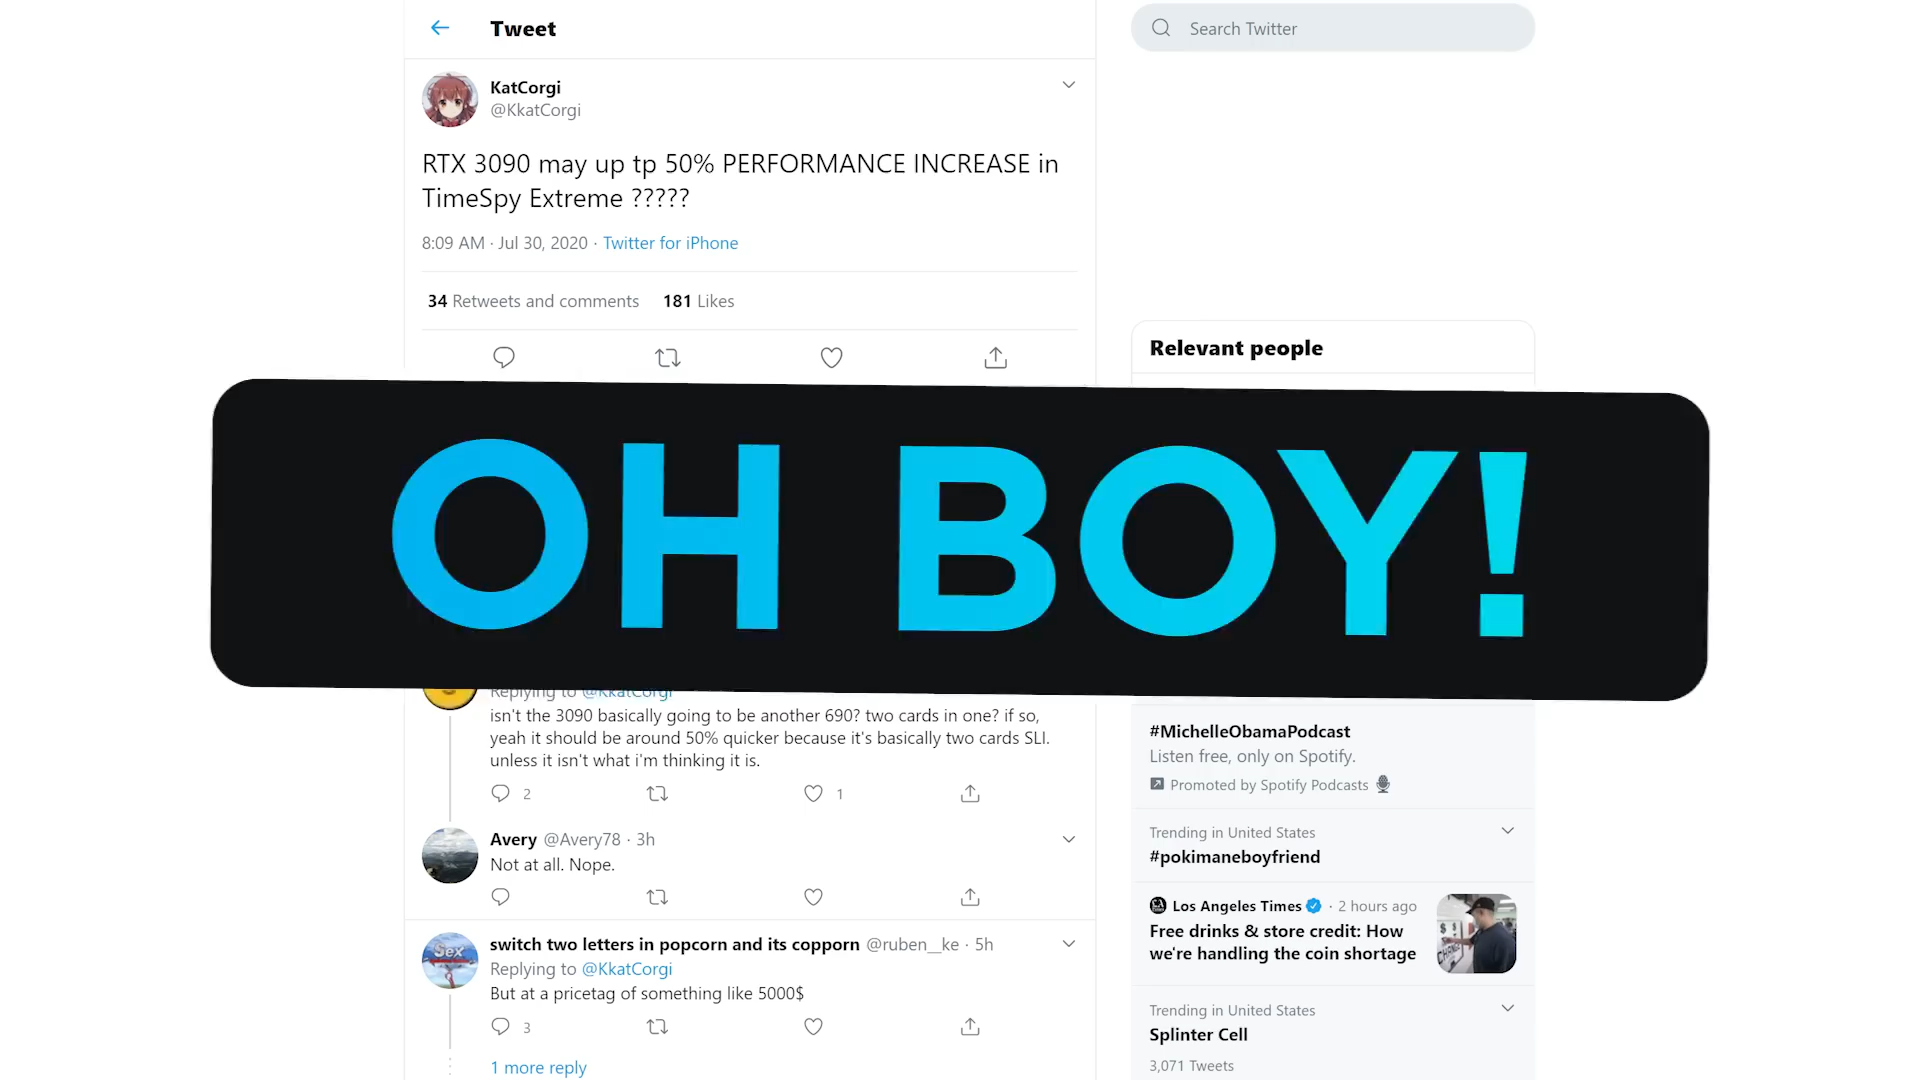 Tweet
Search Twitter
KatCorgi
@KkatCorgi
RTX 3090 may up tp 50% PERFORMANCE INCREASE in
TimeSpy Extreme ?????
8:09 AM · Jul 30, 2020 · Twitter for iPhone
34 Retweets and comments 181 Likes
Relevant people
OH BOY!
Replying to @KkatCorgi
isn't the 3090 basically going to be another 690? two cards in one? if so,
yeah it should be around 50% quicker because it's basically two cards SLI.
unless it isn't what i'm thinking it is.
2 1
Avery @Avery78 · 3h
Not at all. Nope.
switch two letters in popcorn and its copporn @ruben__ke · 5h
Replying to @KkatCorgi
But at a pricetag of something like 5000$
3
1 more reply
#MichelleObamaPodcast
Listen free, only on Spotify.
Promoted by Spotify Podcasts
Trending in United States
#pokimaneboyfriend
Los Angeles Times · 2 hours ago
Free drinks & store credit: How
we're handling the coin shortage
Trending in United States
Splinter Cell
3,071 Tweets